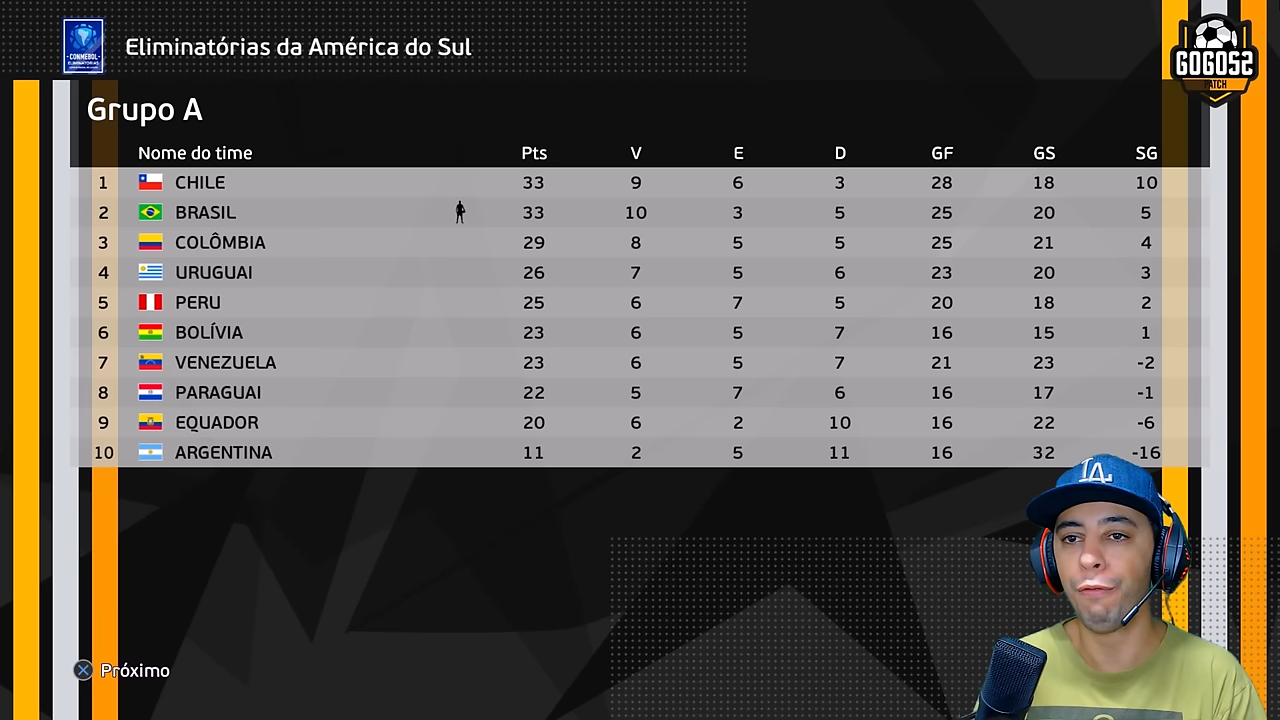 CONMEBOL
Eliminatórias da América do Sul
GOGOS2
PATCH
Grupo A
Nome do time Pts V E D GF GS SG
1 CHILE 33 9 6 3 28 18 10
2 BRASIL 33 10 3 5 25 20 5
3 COLÔMBIA 29 8 5 5 25 21 4
4 URUGUAI 26 7 5 6 23 20 3
5 PERU 25 6 7 5 20 18 2
6 BOLÍVIA 23 6 5 7 16 15 1
7 VENEZUELA 23 6 5 7 21 23 -2
8 PARAGUAI 22 5 7 6 16 17 -1
9 EQUADOR 20 6 2 10 16 22 -6
10 ARGENTINA 11 2 5 11 16 32 -16
LA
Próximo